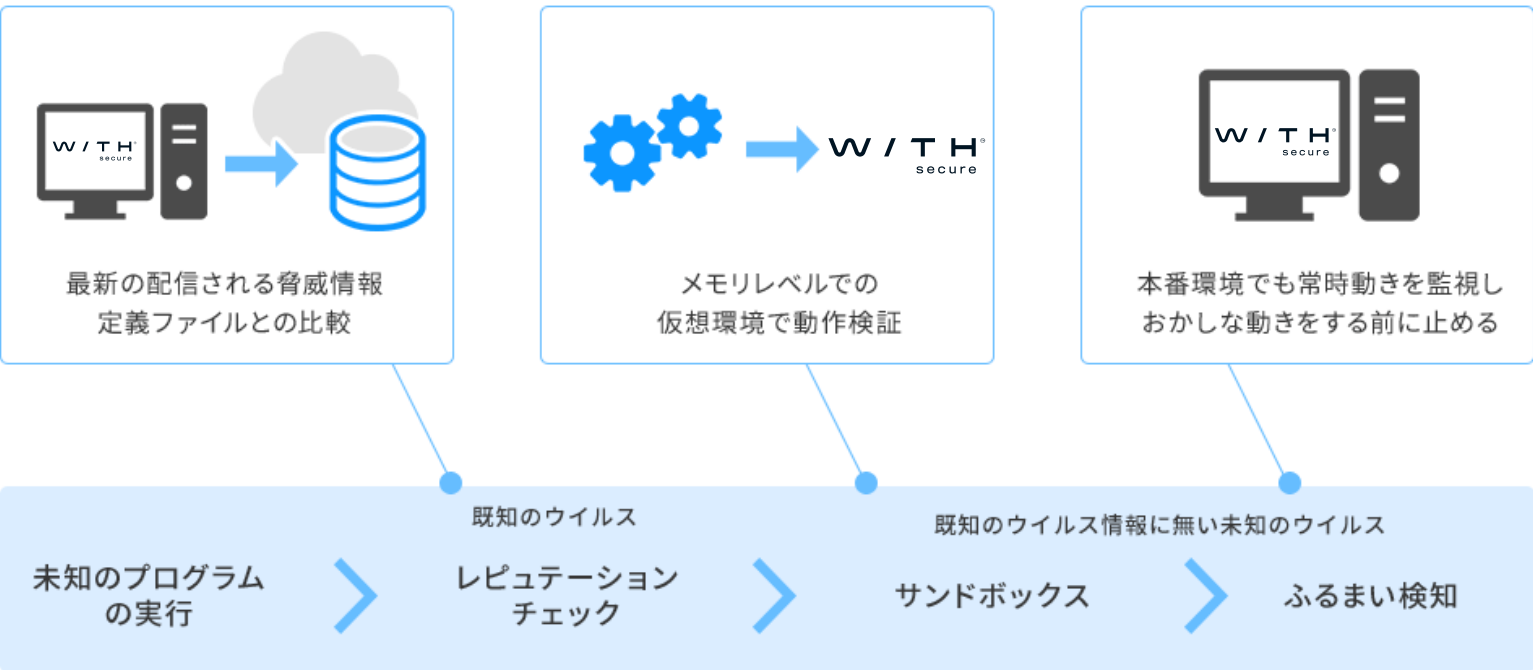 W / T H
secure
最新の配信される脅威情報
定義ファイルとの比較
W / T H
secure
メモリレベルでの
仮想環境で動作検証
W / T H
secure
本番環境でも常時動きを監視し
おかしな動きをする前に止める
既知のウイルス
既知のウイルス情報に無い未知のウイルス
未知のプログラム
の実行
レピュテーション
チェック
サンドボックス
ふるまい検知